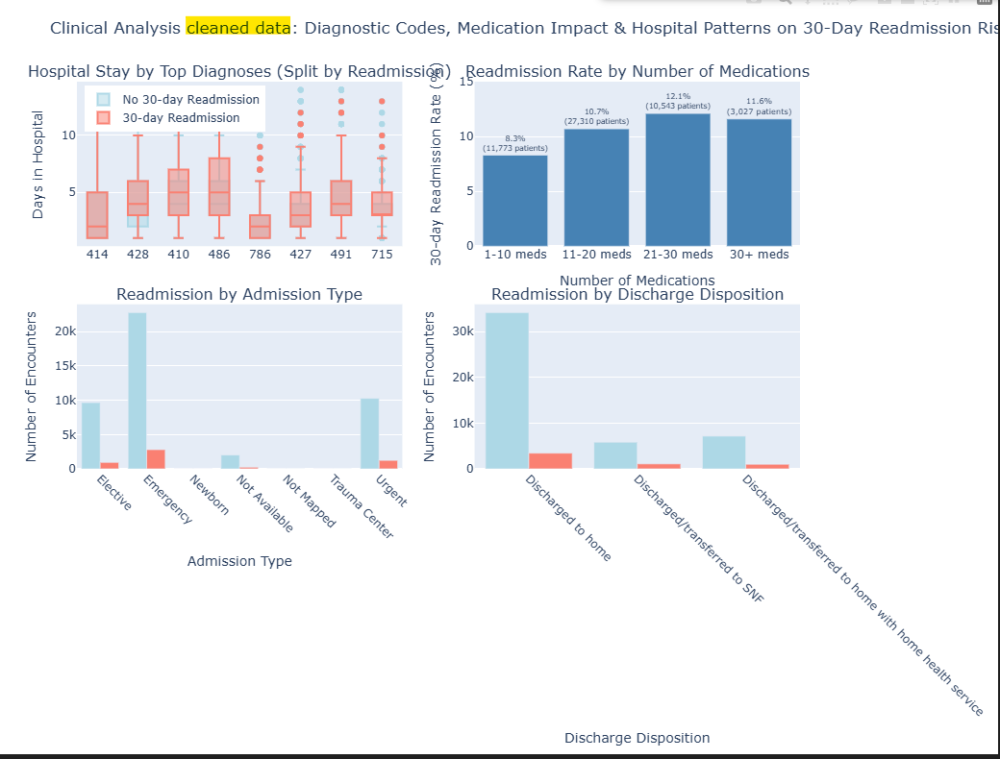 Clinical Analysis cleaned data: Diagnostic Codes, Medication Impact & Hospital Patterns on 30-Day Readmission Ris
Hospital Stay by Top Diagnoses (Split by Readmission)
No 30-day Readmission
30-day Readmission
Days in Hospital
10
5
414 428 410 486 786 427 491 715
Readmission Rate by Number of Medications
30-day Readmission Rate (%)
15
10
5
0
8.3%
(11,773 patients)
10.7%
(27,310 patients)
12.1%
(10,543 patients)
11.6%
(3,027 patients)
1-10 meds 11-20 meds 21-30 meds 30+ meds
Number of Medications
Readmission by Admission Type
Number of Encounters
20k
15k
10k
5k
0
Elective
Emergency
Newborn
Not Available
Not Mapped
Trauma Center
Urgent
Admission Type
Readmission by Discharge Disposition
Number of Encounters
30k
20k
10k
0
Discharged to home
Discharged/transferred to SNF
Discharged/transferred to home with home health service
Discharge Disposition